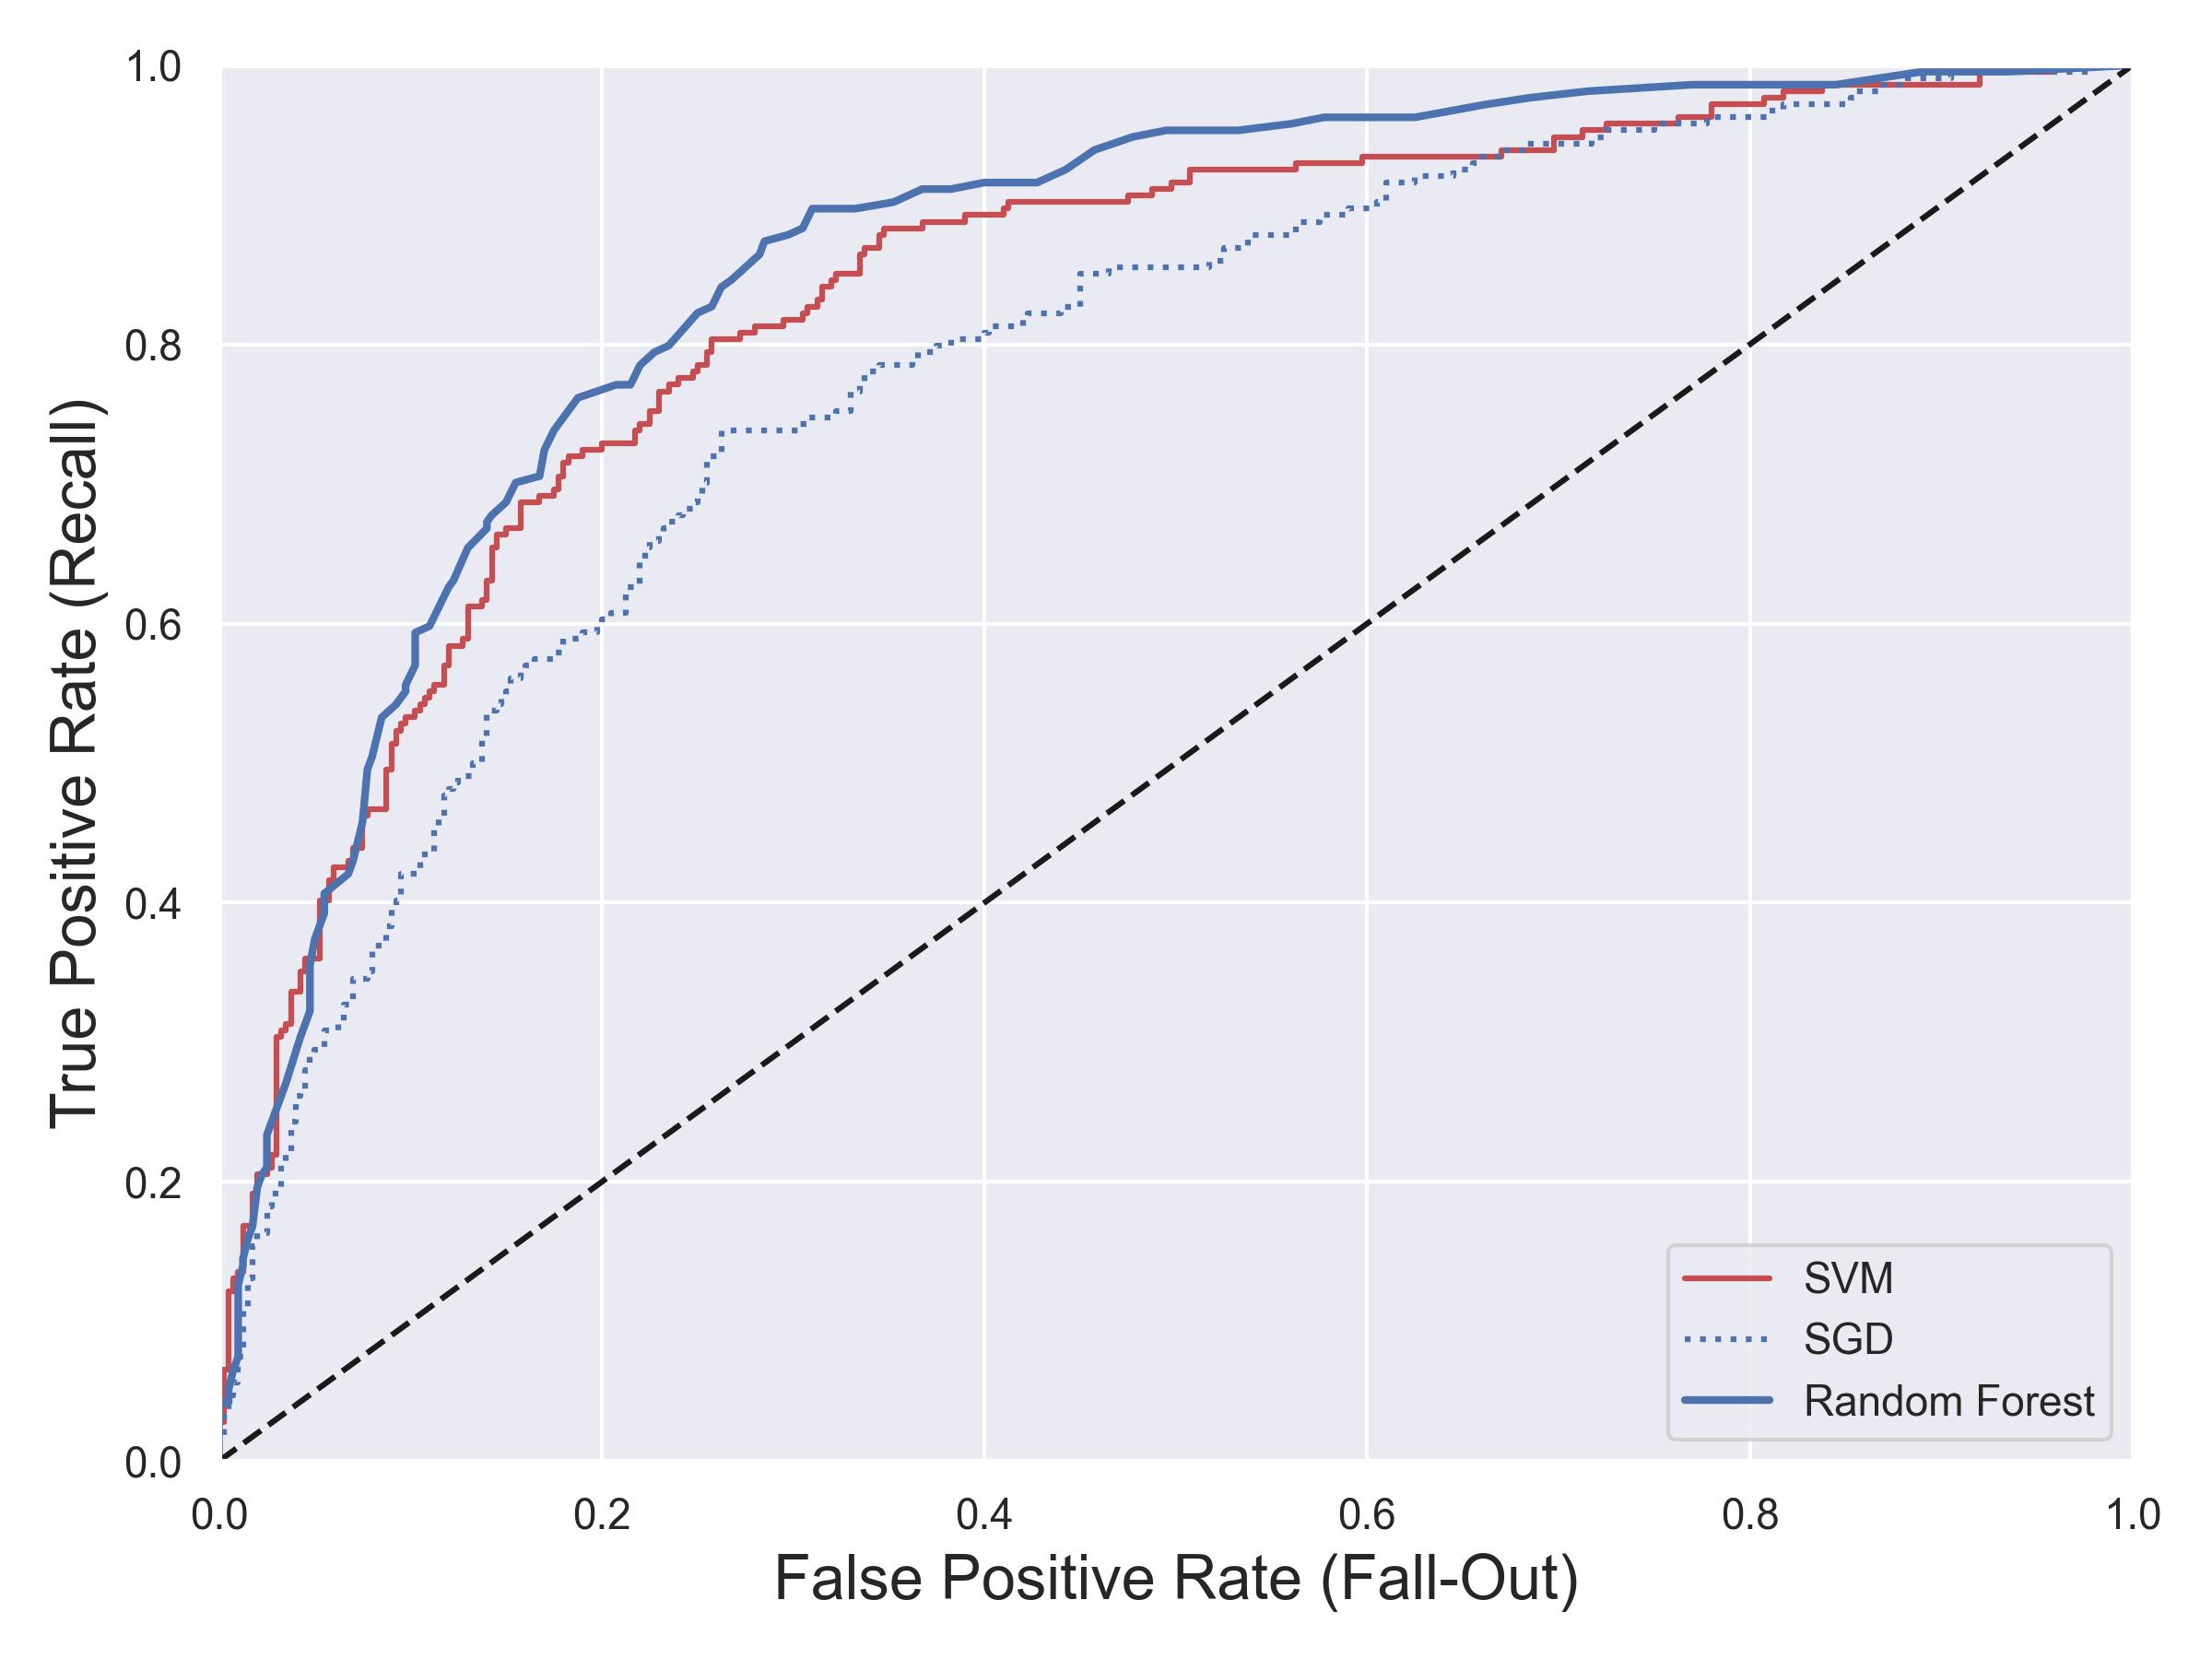 1.0
0.8
0.6
0.4
0.2
0.0
True Positive Rate (Recall)
0.0 0.2 0.4 0.6 0.8 1.0
False Positive Rate (Fall-Out)
SVM
SGD
Random Forest